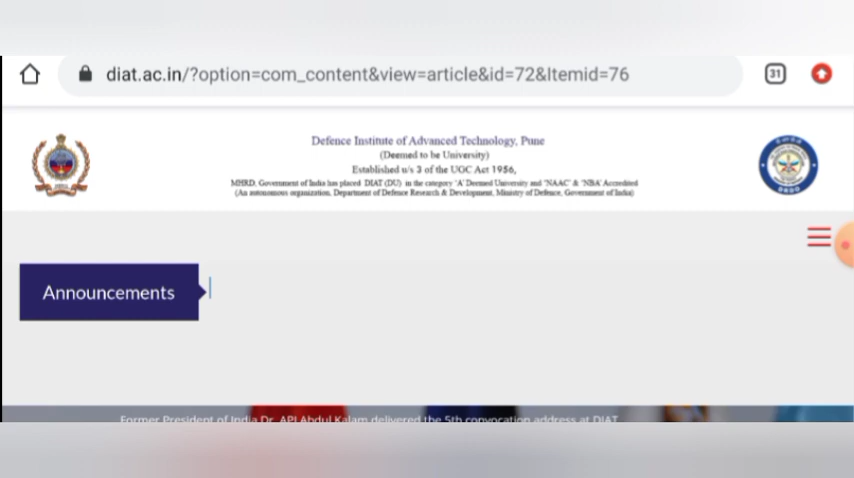 diat.ac.in/?option=com_content&view=article&id=72&Itemid=76
31
Defence Institute of Advanced Technology, Pune
(Deemed to be University)
Established u/s 3 of the UGC Act 1956,
MHRD, Government of India has placed DIAT (DU) in the category 'A' Deemed University and 'NAAC' & 'NBA' Accredited
(An autonomous organization, Department of Defence Research & Development, Ministry of Defence, Government of India)
Announcements
Former President of India Dr. APJ Abdul Kalam delivered the 5th convocation address at DIAT